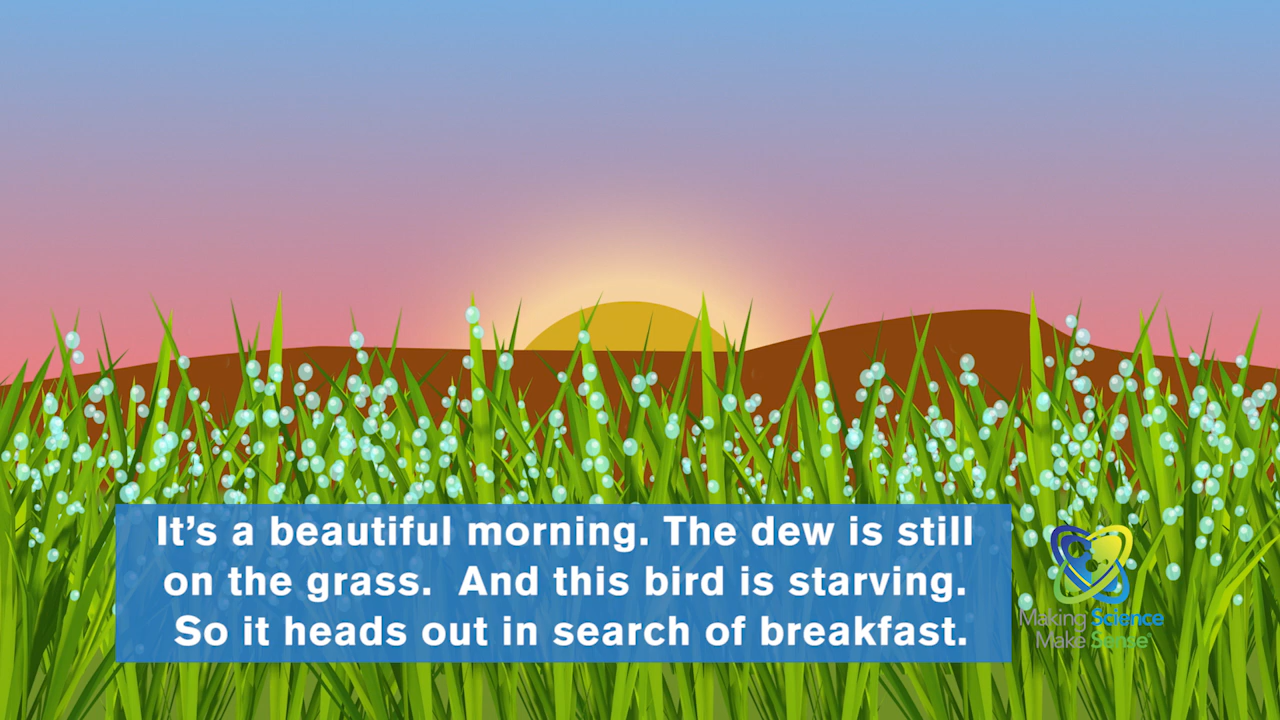 It’s a beautiful morning. The dew is still
on the grass.  And this bird is starving.
So it heads out in search of breakfast.
Making Science
Make Sense®